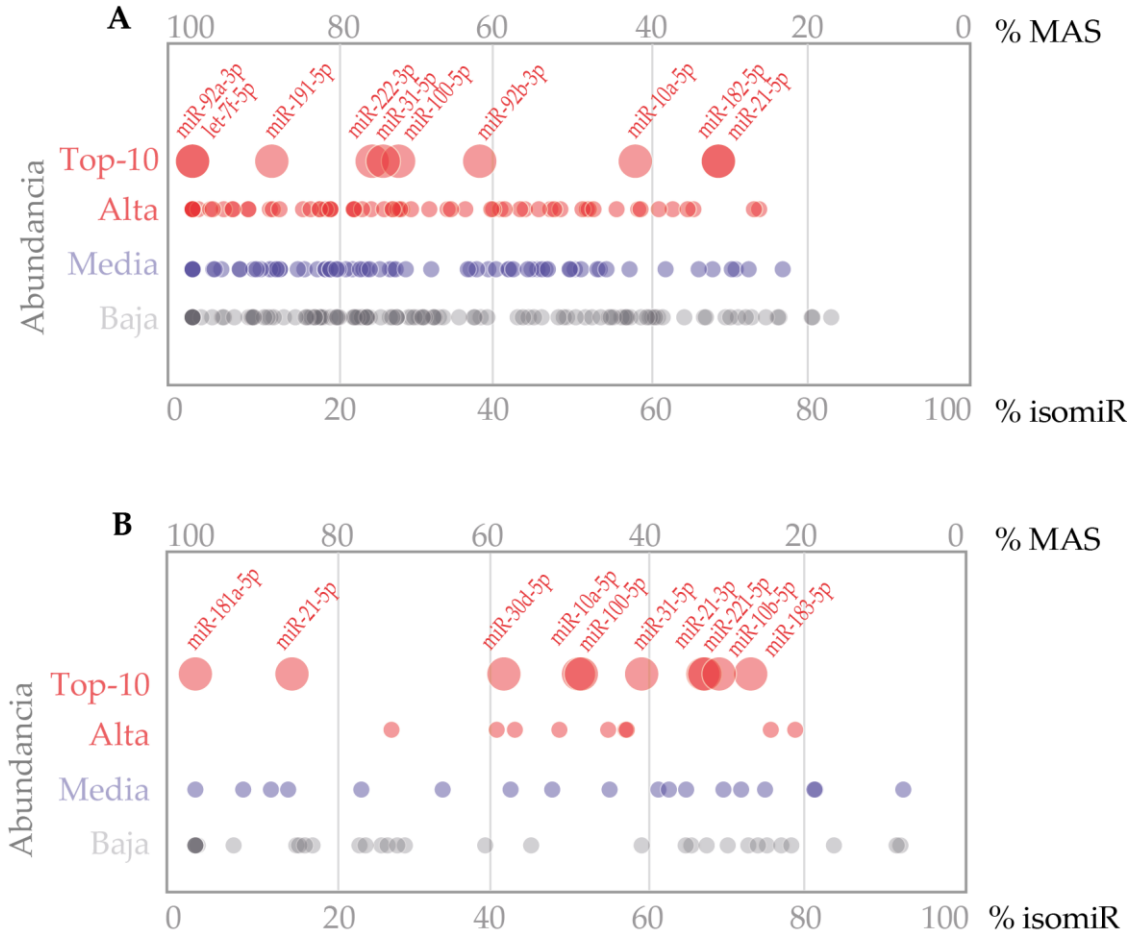 A
100 80 60 40 20 0 % MAS
miR-92a-3p
let-7f-5p
miR-191-5p
miR-222-3p
miR-31-5p
miR-100-5p
miR-92b-3p
miR-10a-5p
miR-182-5p
miR-21-5p
Abundancia
Top-10
Alta
Media
Baja
0 20 40 60 80 100 % isomiR
B
100 80 60 40 20 0 % MAS
miR-181a-5p
miR-21-5p
miR-30d-5p
miR-10a-5p
miR-100-5p
miR-31-5p
miR-21-3p
miR-221-5p
miR-10b-5p
miR-183-5p
Abundancia
Top-10
Alta
Media
Baja
0 20 40 60 80 100 % isomiR